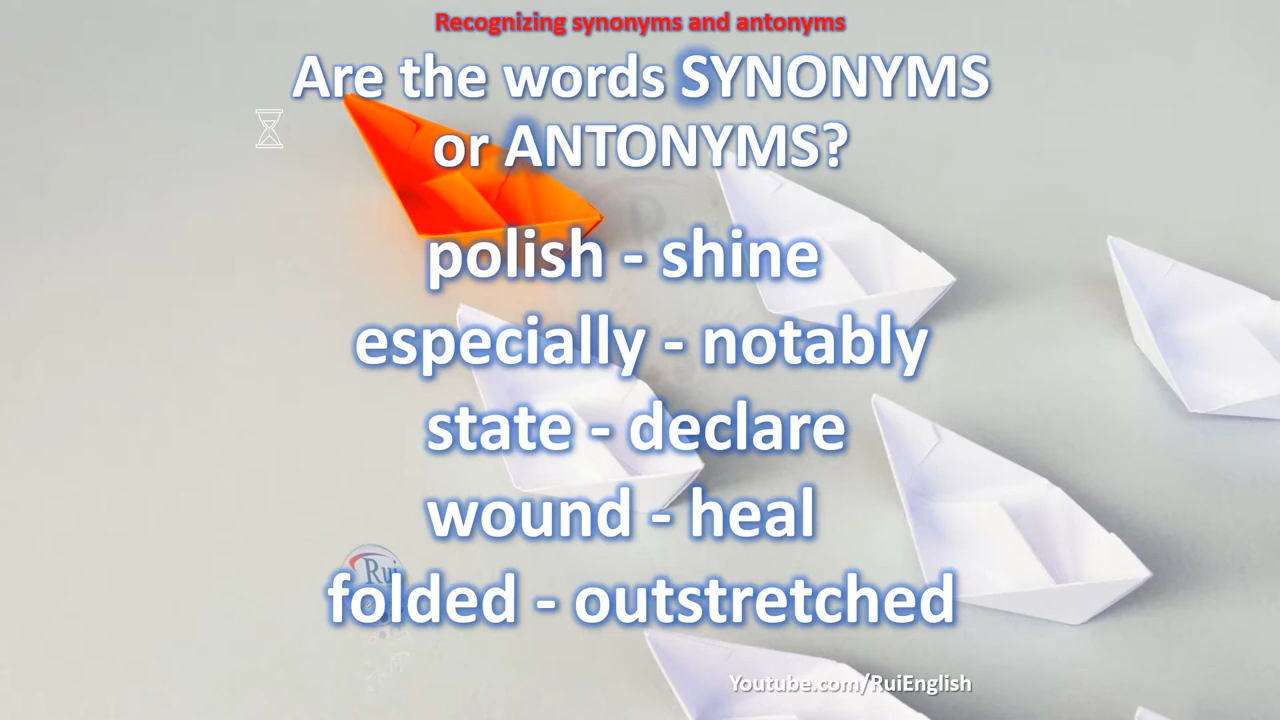 Recognizing synonyms and antonyms
Are the words SYNONYMS
or ANTONYMS?
polish - shine
especially - notably
state - declare
wound - heal
Rui
folded - outstretched
Youtube.com/RuiEnglish